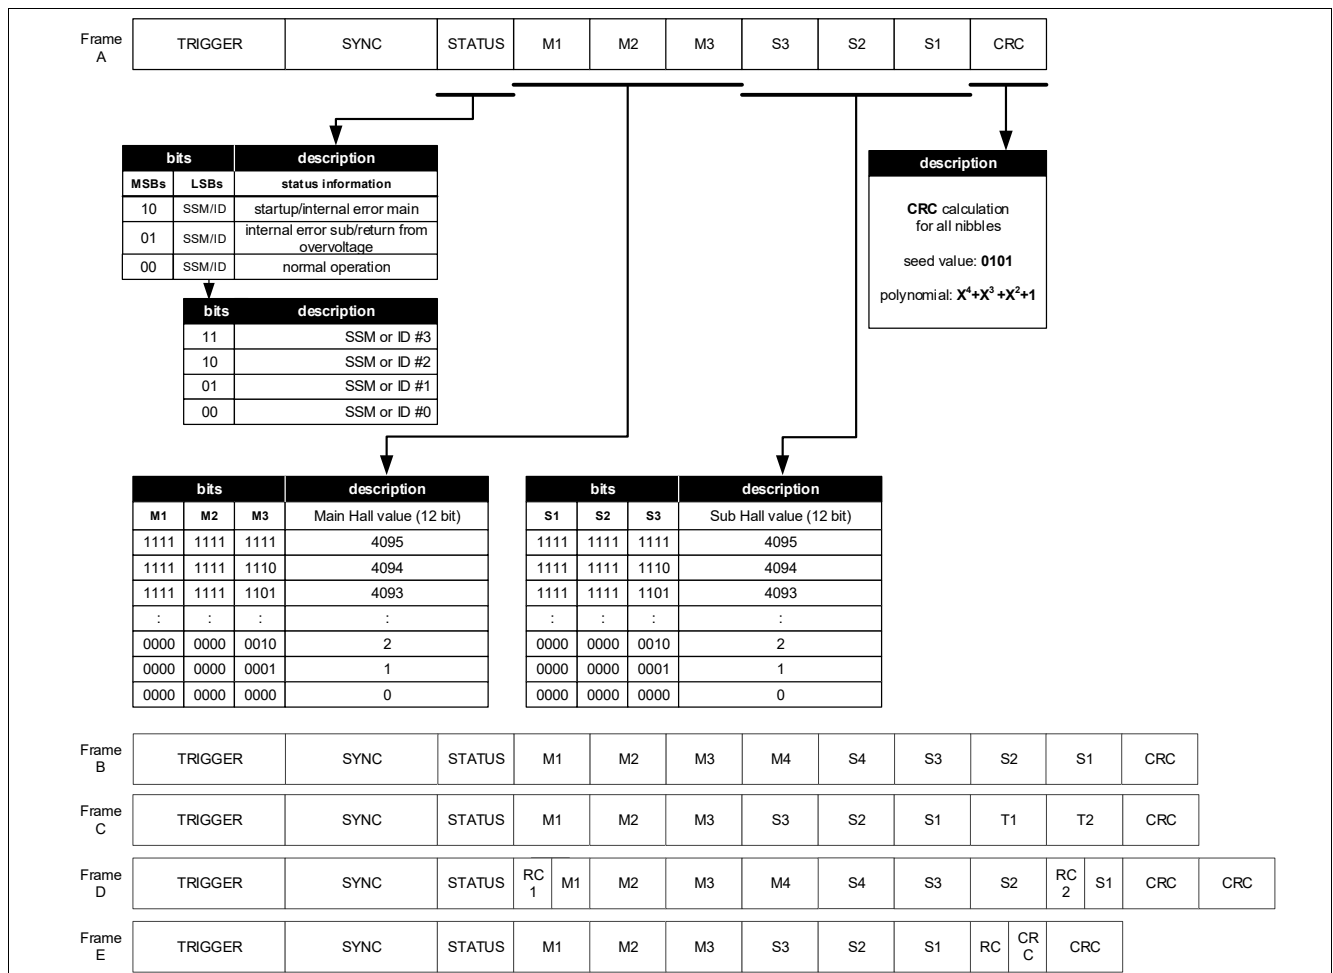 Frame A TRIGGER SYNC STATUS M1 M2 M3 S3 S2 S1 CRC
bits description
MSBs LSBs status information
10 SSM/ID startup/internal error main
01 SSM/ID internal error sub/return from
overvoltage
00 SSM/ID normal operation
bits description
11 SSM or ID #3
10 SSM or ID #2
01 SSM or ID #1
00 SSM or ID #0
description
CRC calculation
for all nibbles
seed value: 0101
polynomial: X⁴+X³+X²+1
bits description
M1 M2 M3 Main Hall value (12 bit)
1111 1111 1111 4095
1111 1111 1110 4094
1111 1111 1101 4093
: : : :
0000 0000 0010 2
0000 0000 0001 1
0000 0000 0000 0
bits description
S1 S2 S3 Sub Hall value (12 bit)
1111 1111 1111 4095
1111 1111 1110 4094
1111 1111 1101 4093
: : : :
0000 0000 0010 2
0000 0000 0001 1
0000 0000 0000 0
Frame B TRIGGER SYNC STATUS M1 M2 M3 M4 S4 S3 S2 S1 CRC
Frame C TRIGGER SYNC STATUS M1 M2 M3 S3 S2 S1 T1 T2 CRC
Frame D TRIGGER SYNC STATUS RC 1 M1 M2 M3 M4 S4 S3 S2 RC 2 S1 CRC CRC
Frame E TRIGGER SYNC STATUS M1 M2 M3 S3 S2 S1 RC CR C CRC